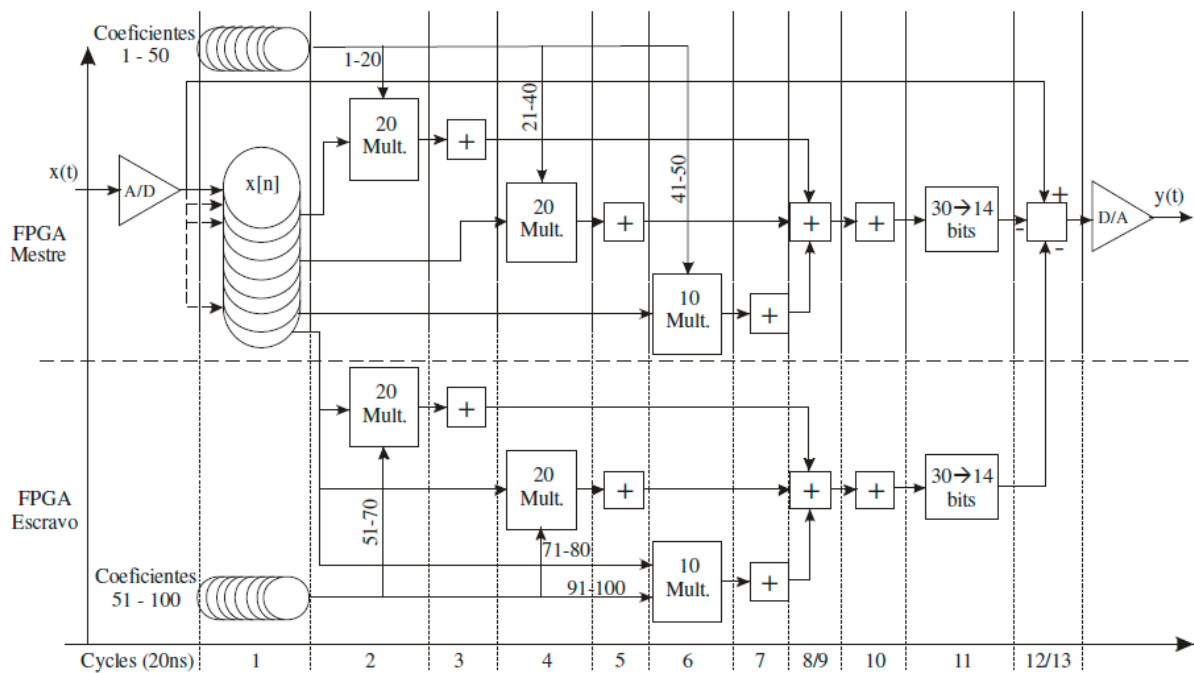 Coeficientes
1 - 50
1-20
21-40
41-50
x(t)
A/D
x[n]
20
Mult.
+
20
Mult.
+
10
Mult.
+
+
+
30→14
bits
+
-
-
D/A
y(t)
FPGA
Mestre
FPGA
Escravo
20
Mult.
+
20
Mult.
+
10
Mult.
+
+
+
30→14
bits
51-70
71-80
91-100
Coeficientes
51 - 100
Cycles (20ns) 1 2 3 4 5 6 7 8/9 10 11 12/13